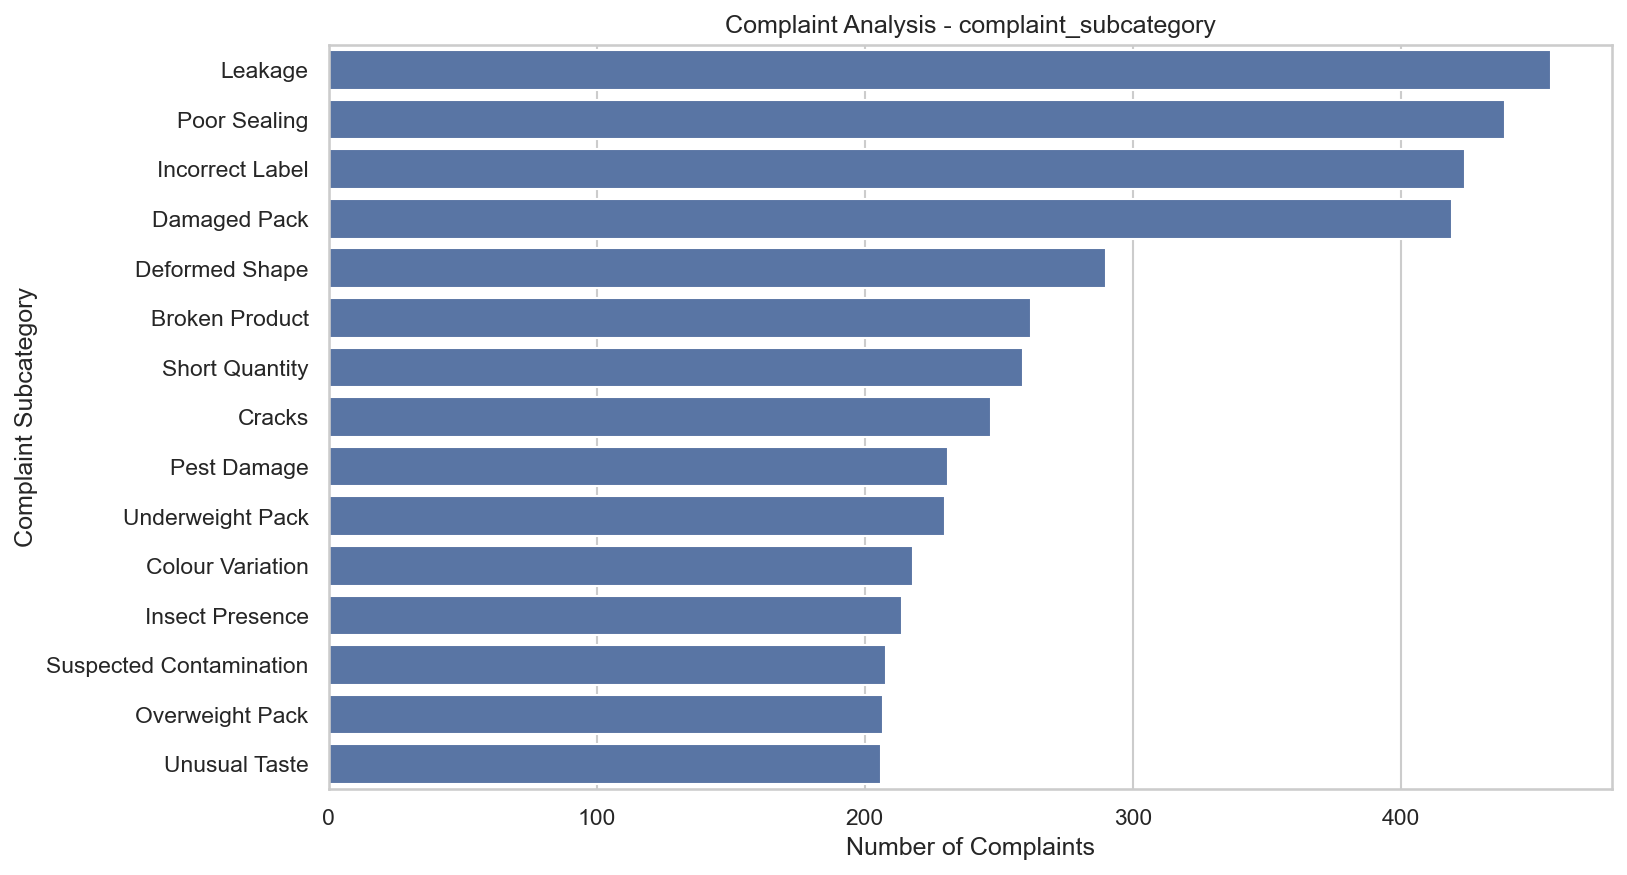 Complaint Analysis - complaint_subcategory
Complaint Subcategory
Leakage
Poor Sealing
Incorrect Label
Damaged Pack
Deformed Shape
Broken Product
Short Quantity
Cracks
Pest Damage
Underweight Pack
Colour Variation
Insect Presence
Suspected Contamination
Overweight Pack
Unusual Taste
0 100 200 300 400
Number of Complaints